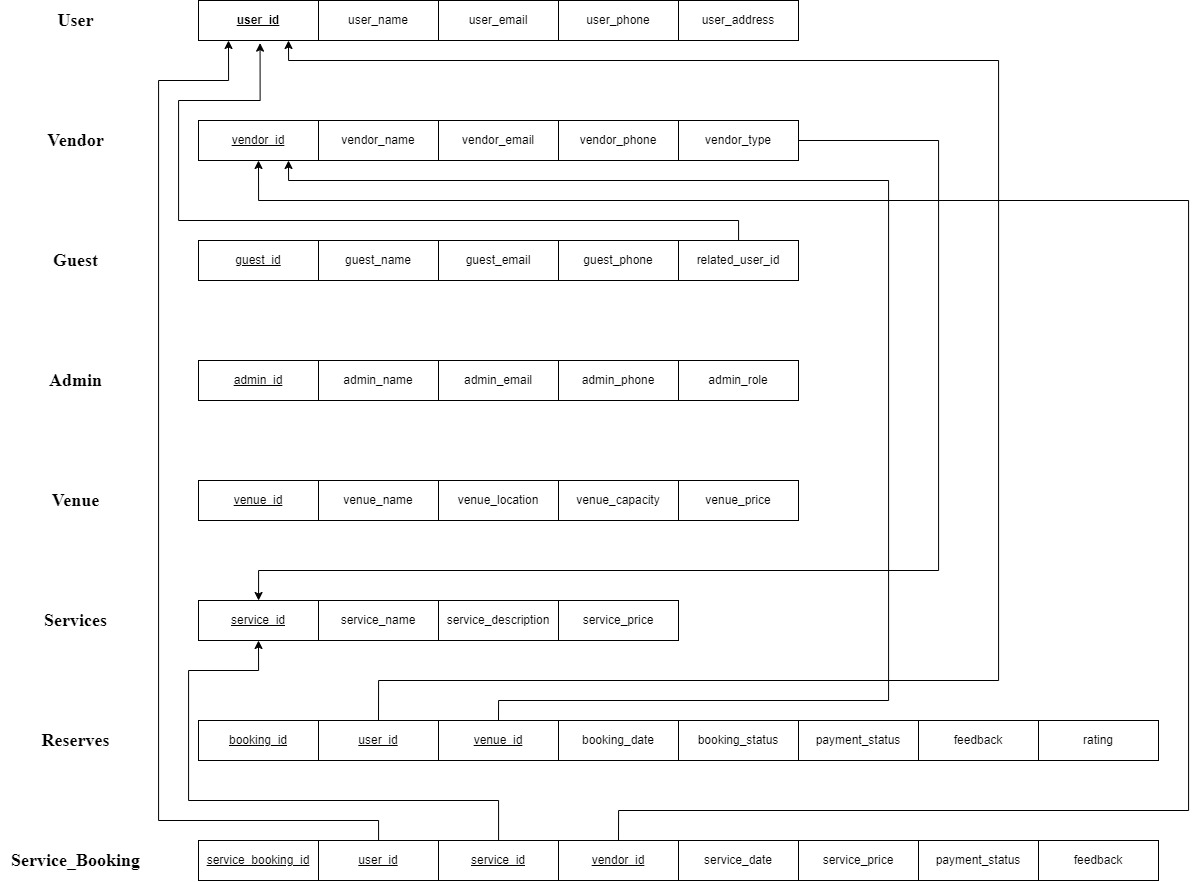 User user_id user_name user_email user_phone user_address
Vendor vendor_id vendor_name vendor_email vendor_phone vendor_type
Guest guest_id guest_name guest_email guest_phone related_user_id
Admin admin_id admin_name admin_email admin_phone admin_role
Venue venue_id venue_name venue_location venue_capacity venue_price
Services service_id service_name service_description service_price
Reserves booking_id user_id venue_id booking_date booking_status payment_status feedback rating
Service_Booking service_booking_id user_id service_id vendor_id service_date service_price payment_status feedback